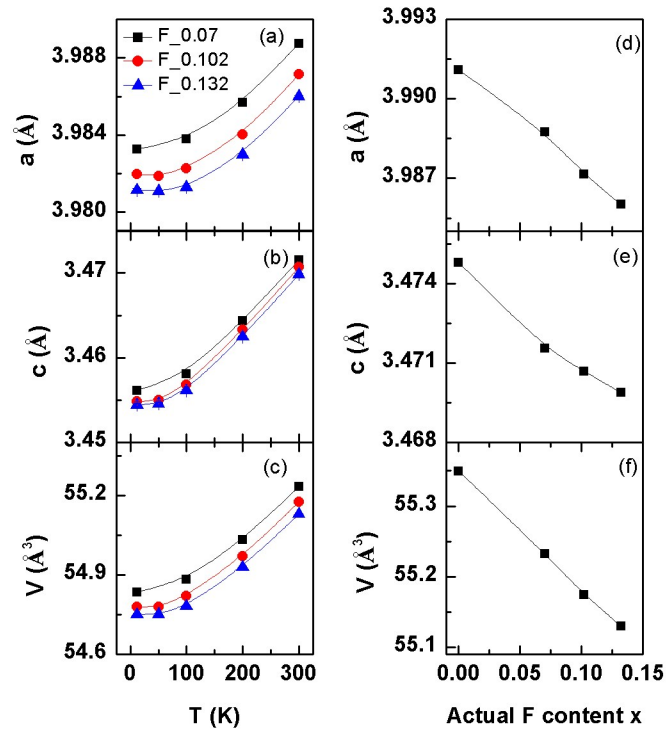 (a)
F_0.07
F_0.102
F_0.132
3.988
3.984
3.980
a (Å)
(b)
3.47
3.46
3.45
c (Å)
(c)
55.2
54.9
54.6
V (Å³)
0 100 200 300
T (K)
(d)
3.993
3.990
3.987
a (Å)
(e)
3.474
3.471
3.468
c (Å)
(f)
55.3
55.2
55.1
V (Å³)
0.00 0.05 0.10 0.15
Actual F content x